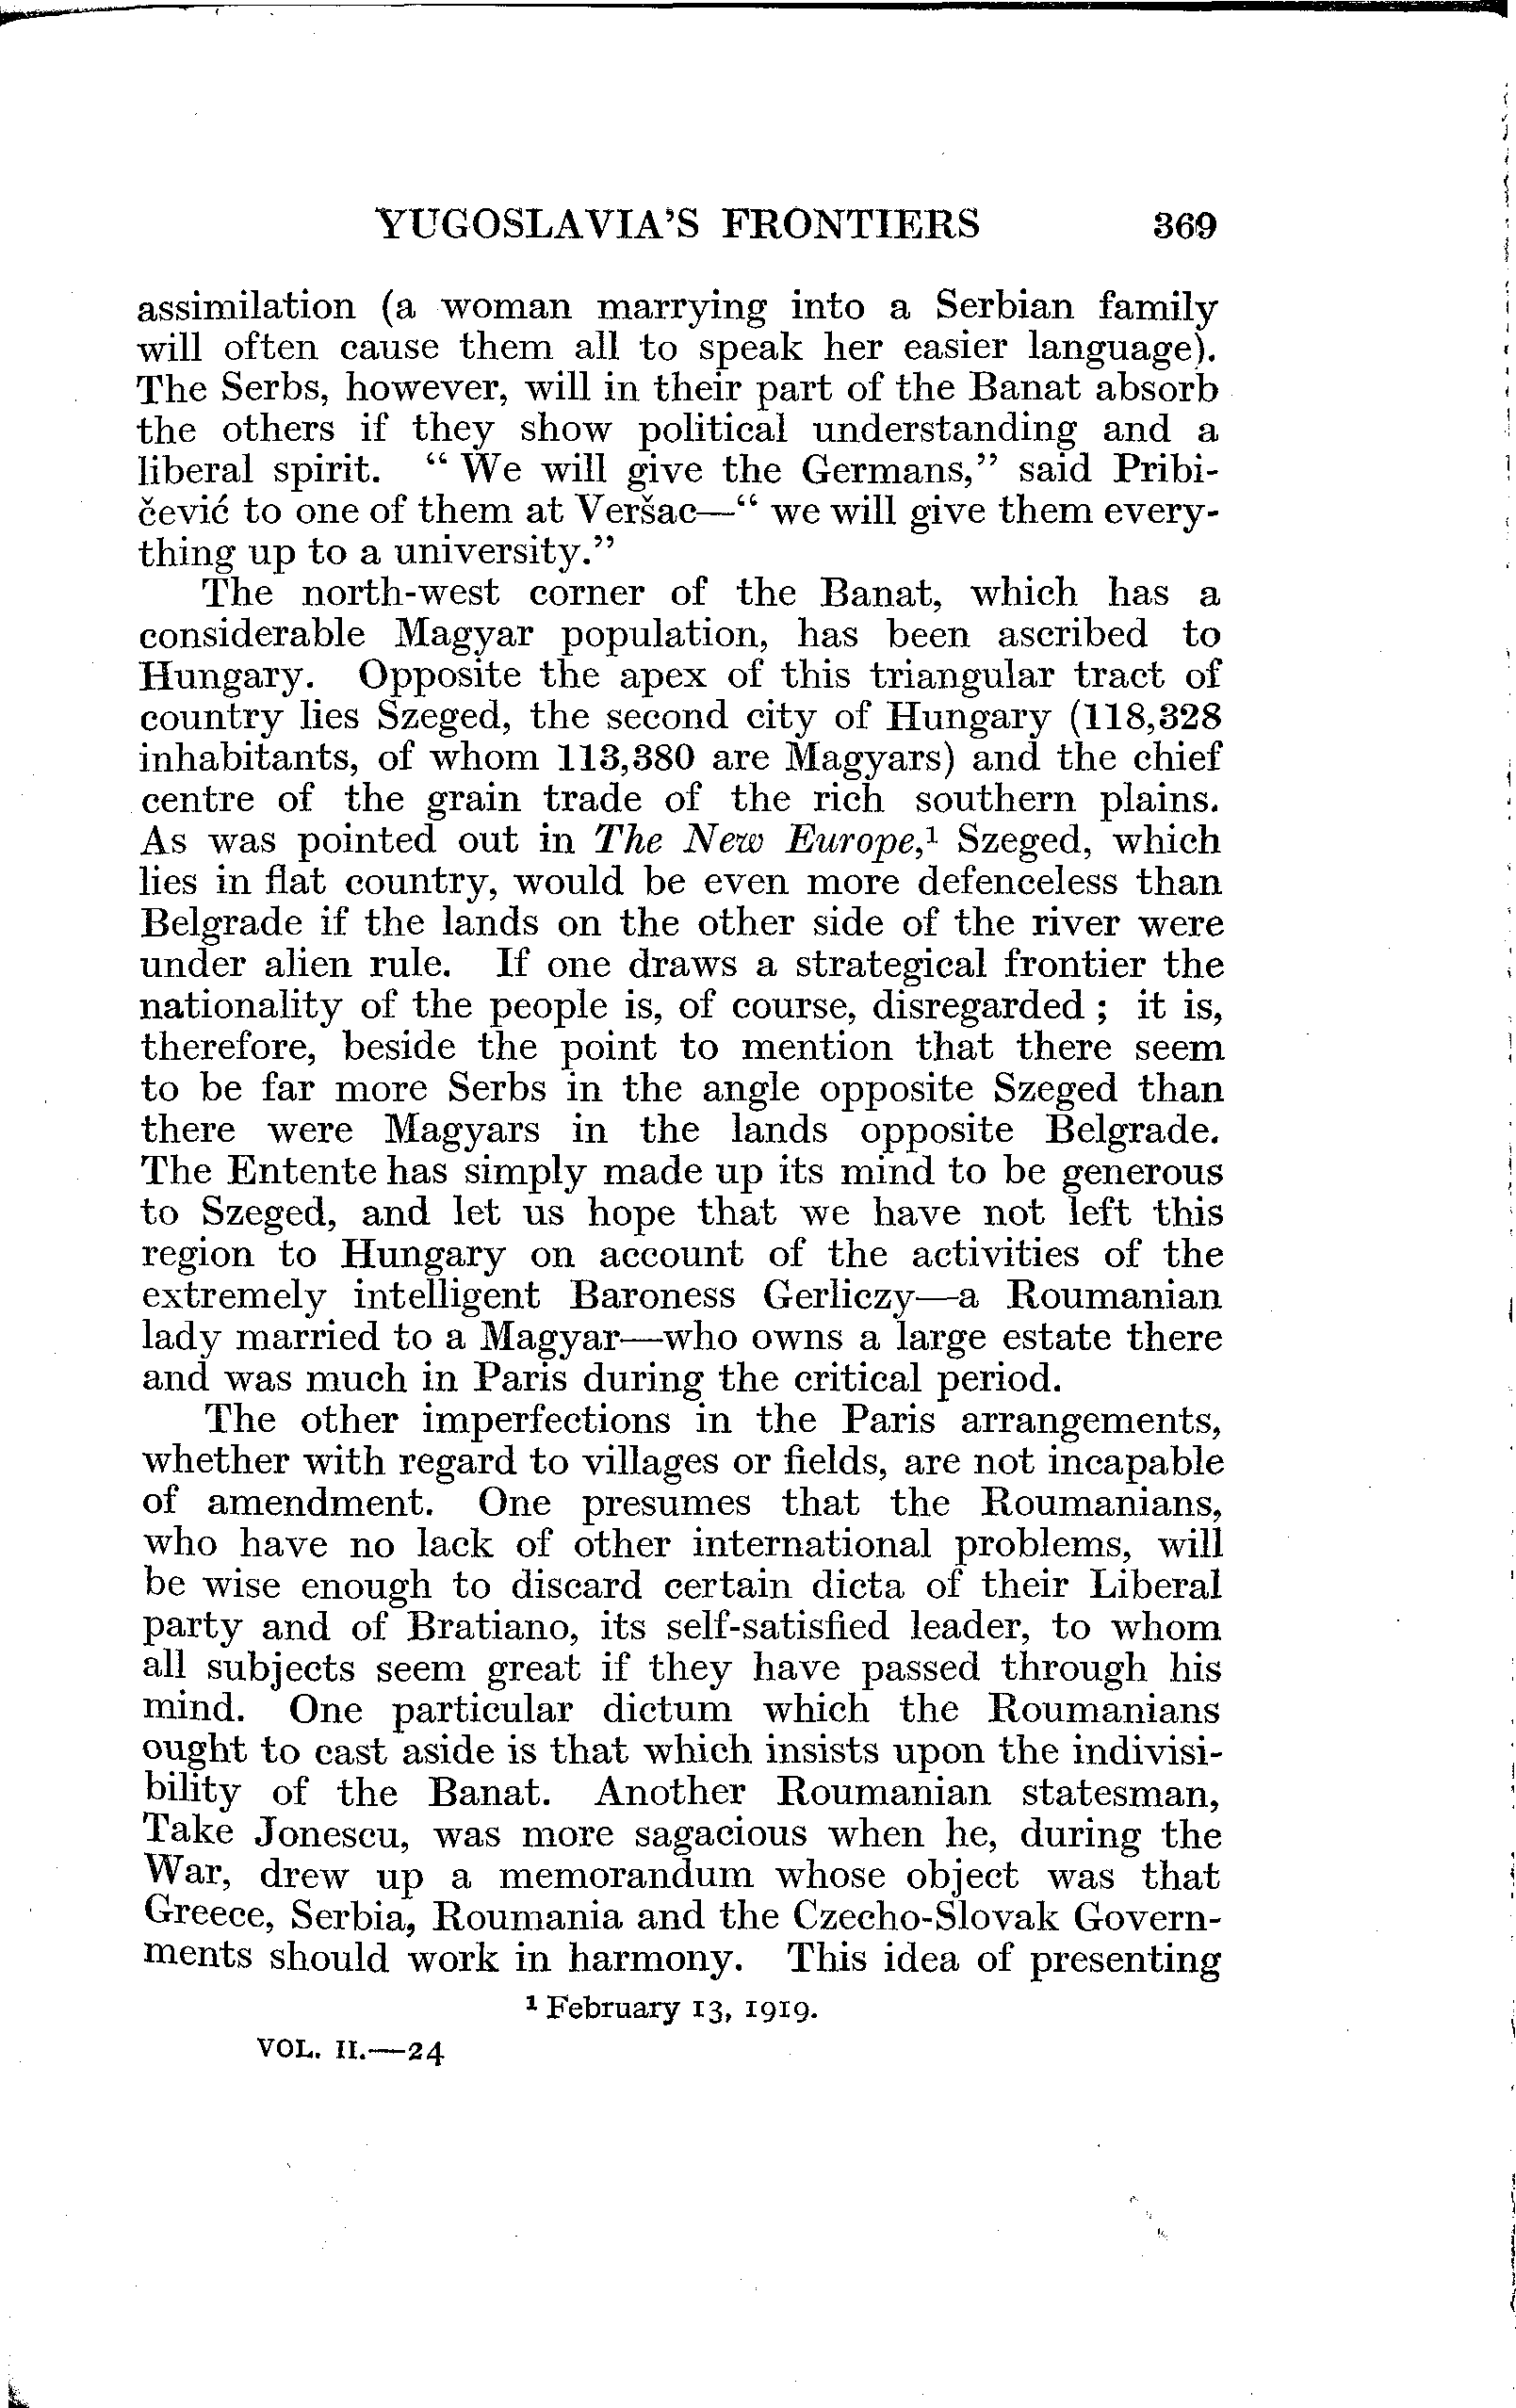 YUGOSLAVIA'S FRONTIERS 369
assimilation (a woman marrying into a Serbian family
will often cause them all to speak her easier language).
The Serbs, however, will in their part of the Banat absorb
the others if they show political understanding and a
liberal spirit. “ We will give the Germans,” said Pribi-
čević to one of them at Veršac—“ we will give them every-
thing up to a university.”
The north-west corner of the Banat, which has a
considerable Magyar population, has been ascribed to
Hungary. Opposite the apex of this triangular tract of
country lies Szeged, the second city of Hungary (118,328
inhabitants, of whom 113,380 are Magyars) and the chief
centre of the grain trade of the rich southern plains.
As was pointed out in The New Europe,¹ Szeged, which
lies in flat country, would be even more defenceless than
Belgrade if the lands on the other side of the river were
under alien rule. If one draws a strategical frontier the
nationality of the people is, of course, disregarded ; it is,
therefore, beside the point to mention that there seem
to be far more Serbs in the angle opposite Szeged than
there were Magyars in the lands opposite Belgrade.
The Entente has simply made up its mind to be generous
to Szeged, and let us hope that we have not left this
region to Hungary on account of the activities of the
extremely intelligent Baroness Gerliczy—a Roumanian
lady married to a Magyar—who owns a large estate there
and was much in Paris during the critical period.
The other imperfections in the Paris arrangements,
whether with regard to villages or fields, are not incapable
of amendment. One presumes that the Roumanians,
who have no lack of other international problems, will
be wise enough to discard certain dicta of their Liberal
party and of Bratiano, its self-satisfied leader, to whom
all subjects seem great if they have passed through his
mind. One particular dictum which the Roumanians
ought to cast aside is that which insists upon the indivisi-
bility of the Banat. Another Roumanian statesman,
Take Jonescu, was more sagacious when he, during the
War, drew up a memorandum whose object was that
Greece, Serbia, Roumania and the Czecho-Slovak Govern-
ments should work in harmony. This idea of presenting
¹ February 13, 1919.
VOL. II.—24